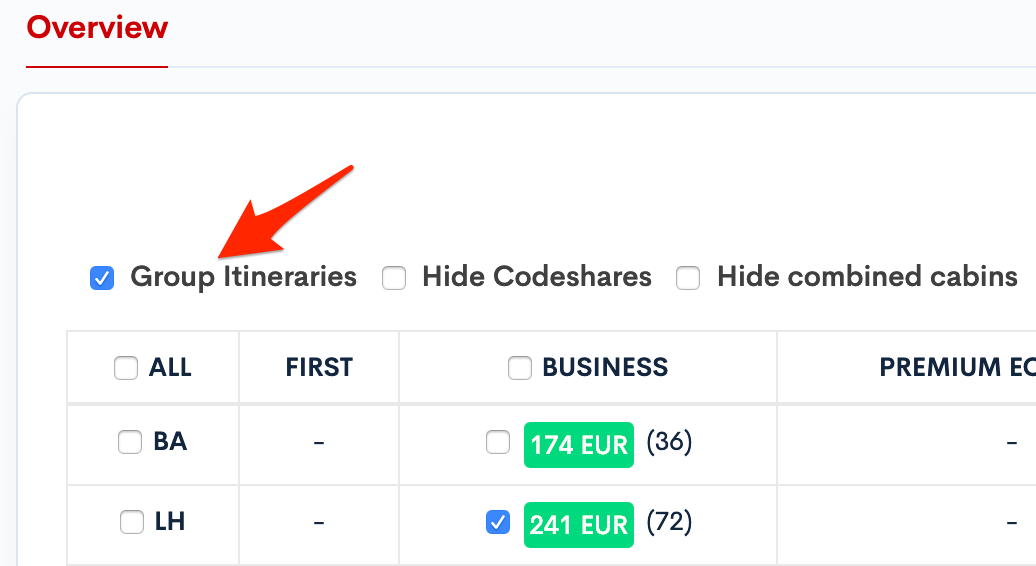 Overview
Group Itineraries Hide Codeshares Hide combined cabins
ALL FIRST BUSINESS PREMIUM EC
BA - 174 EUR (36) -
LH - 241 EUR (72) -